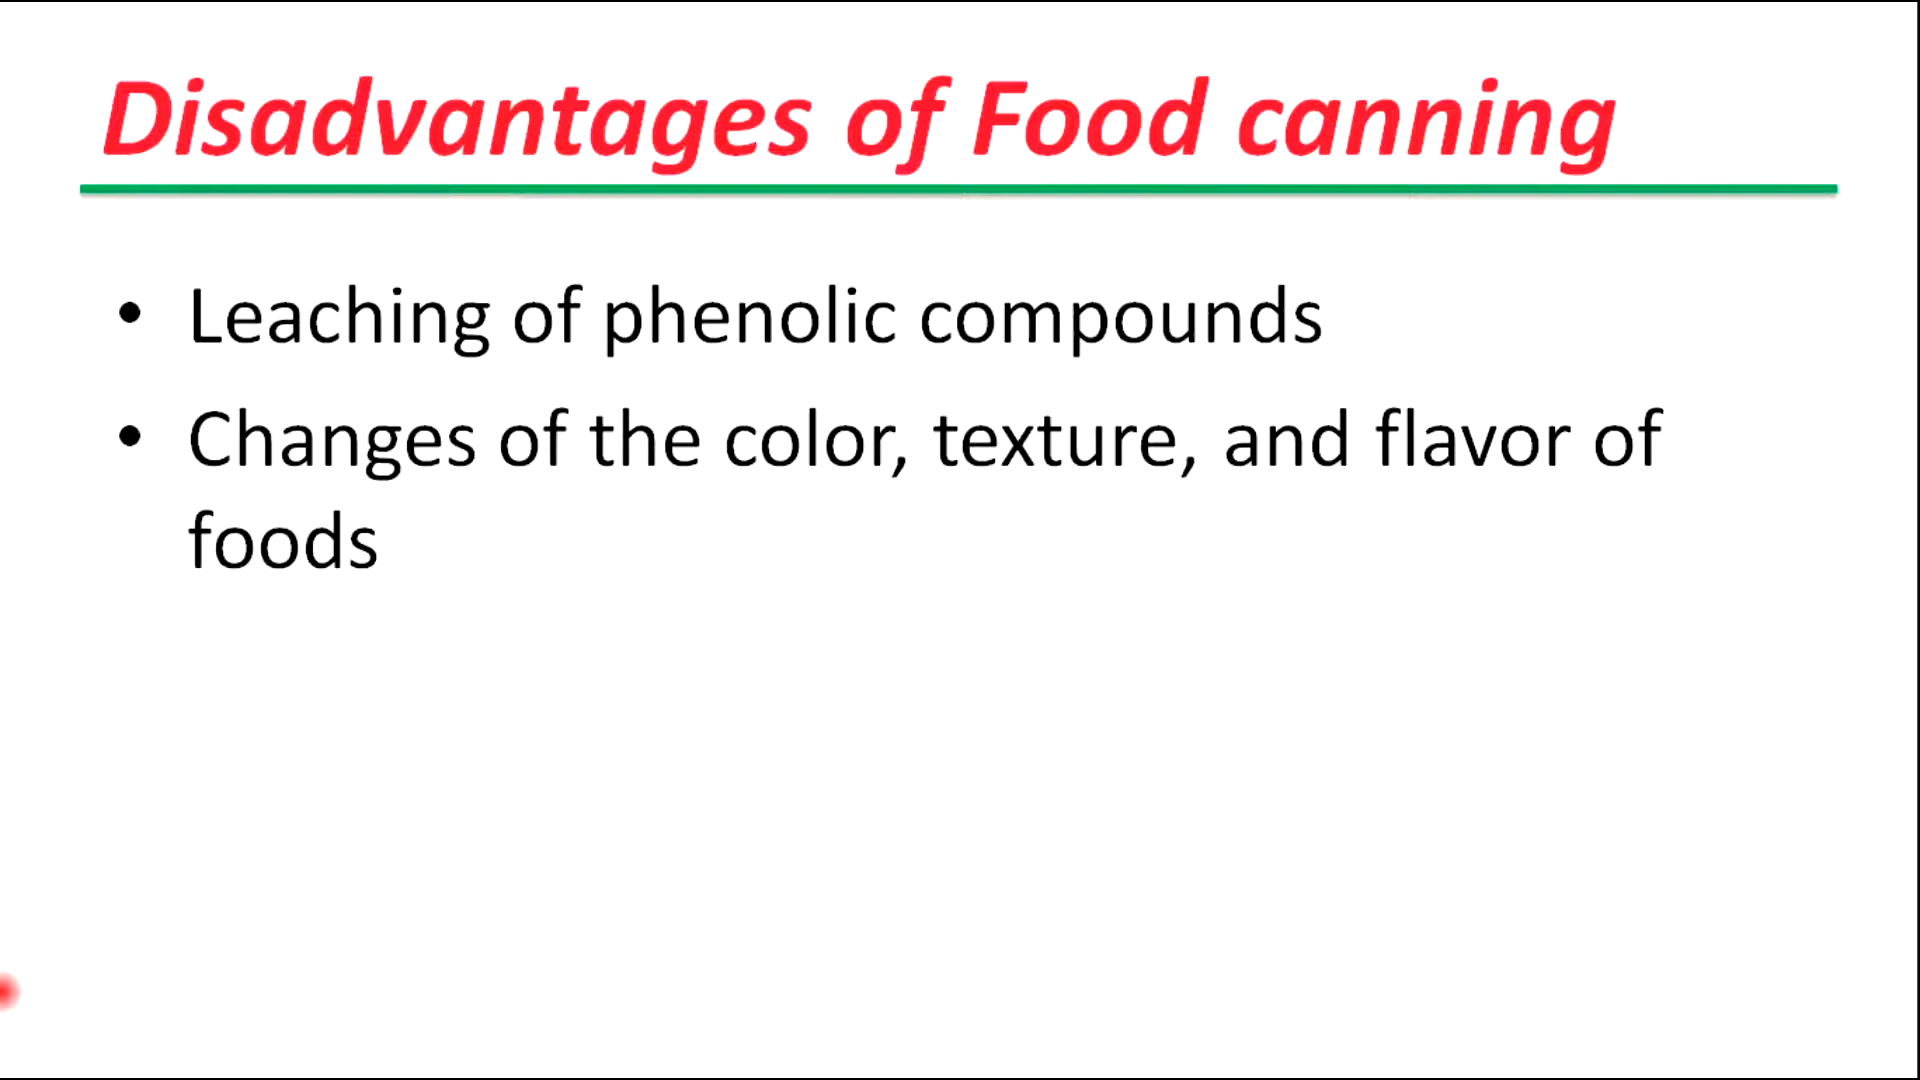 Disadvantages of Food canning
• Leaching of phenolic compounds
• Changes of the color, texture, and flavor of
foods